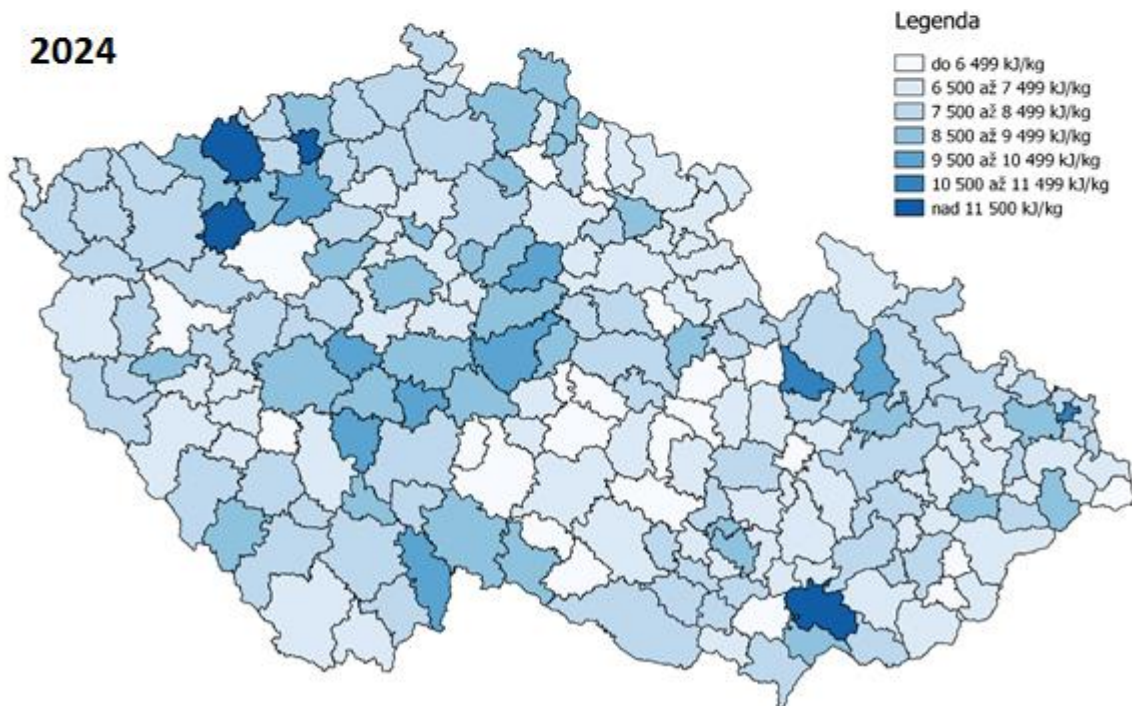 2024
Legenda
do 6 499 kJ/kg
6 500 až 7 499 kJ/kg
7 500 až 8 499 kJ/kg
8 500 až 9 499 kJ/kg
9 500 až 10 499 kJ/kg
10 500 až 11 499 kJ/kg
nad 11 500 kJ/kg